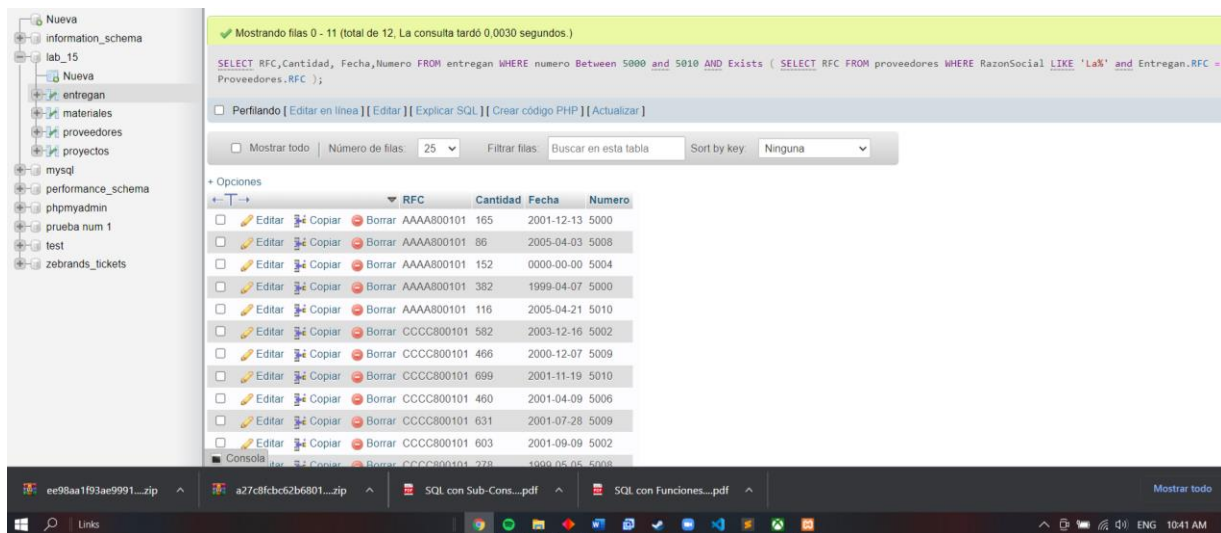 Nueva
information_schema
lab_15
Nueva
entregan
materiales
proveedores
proyectos
mysql
performance_schema
phpmyadmin
prueba num 1
test
zebrands_tickets
Mostrando filas 0 - 11 (total de 12, La consulta tardó 0,0030 segundos.)
SELECT RFC,Cantidad, Fecha,Numero FROM entregan WHERE numero Between 5000 and 5010 AND Exists ( SELECT RFC FROM proveedores WHERE RazonSocial LIKE 'La%' and Entregan.RFC =
Proveedores.RFC );
Perfilando [ Editar en línea ] [ Editar ] [ Explicar SQL ] [ Crear código PHP ] [ Actualizar ]
Mostrar todo | Número de filas: 25 Filtrar filas: Buscar en esta tabla Sort by key: Ninguna
+ Opciones
←T→ RFC Cantidad Fecha Numero
Editar Copiar Borrar AAAA800101 165 2001-12-13 5000
Editar Copiar Borrar AAAA800101 86 2005-04-03 5008
Editar Copiar Borrar AAAA800101 152 0000-00-00 5004
Editar Copiar Borrar AAAA800101 382 1999-04-07 5000
Editar Copiar Borrar AAAA800101 116 2005-04-21 5010
Editar Copiar Borrar CCCC800101 582 2003-12-16 5002
Editar Copiar Borrar CCCC800101 466 2000-12-07 5009
Editar Copiar Borrar CCCC800101 699 2001-11-19 5010
Editar Copiar Borrar CCCC800101 460 2001-04-09 5006
Editar Copiar Borrar CCCC800101 631 2001-07-28 5009
Editar Copiar Borrar CCCC800101 603 2001-09-09 5002
Consola Copiar Borrar CCCC800101 278 1999-05-05 5008
ee98aa1f93ae9991....zip a27c8fcbc62b6801....zip SQL con Sub-Cons....pdf SQL con Funciones....pdf Mostrar todo
Links ENG 10:41 AM